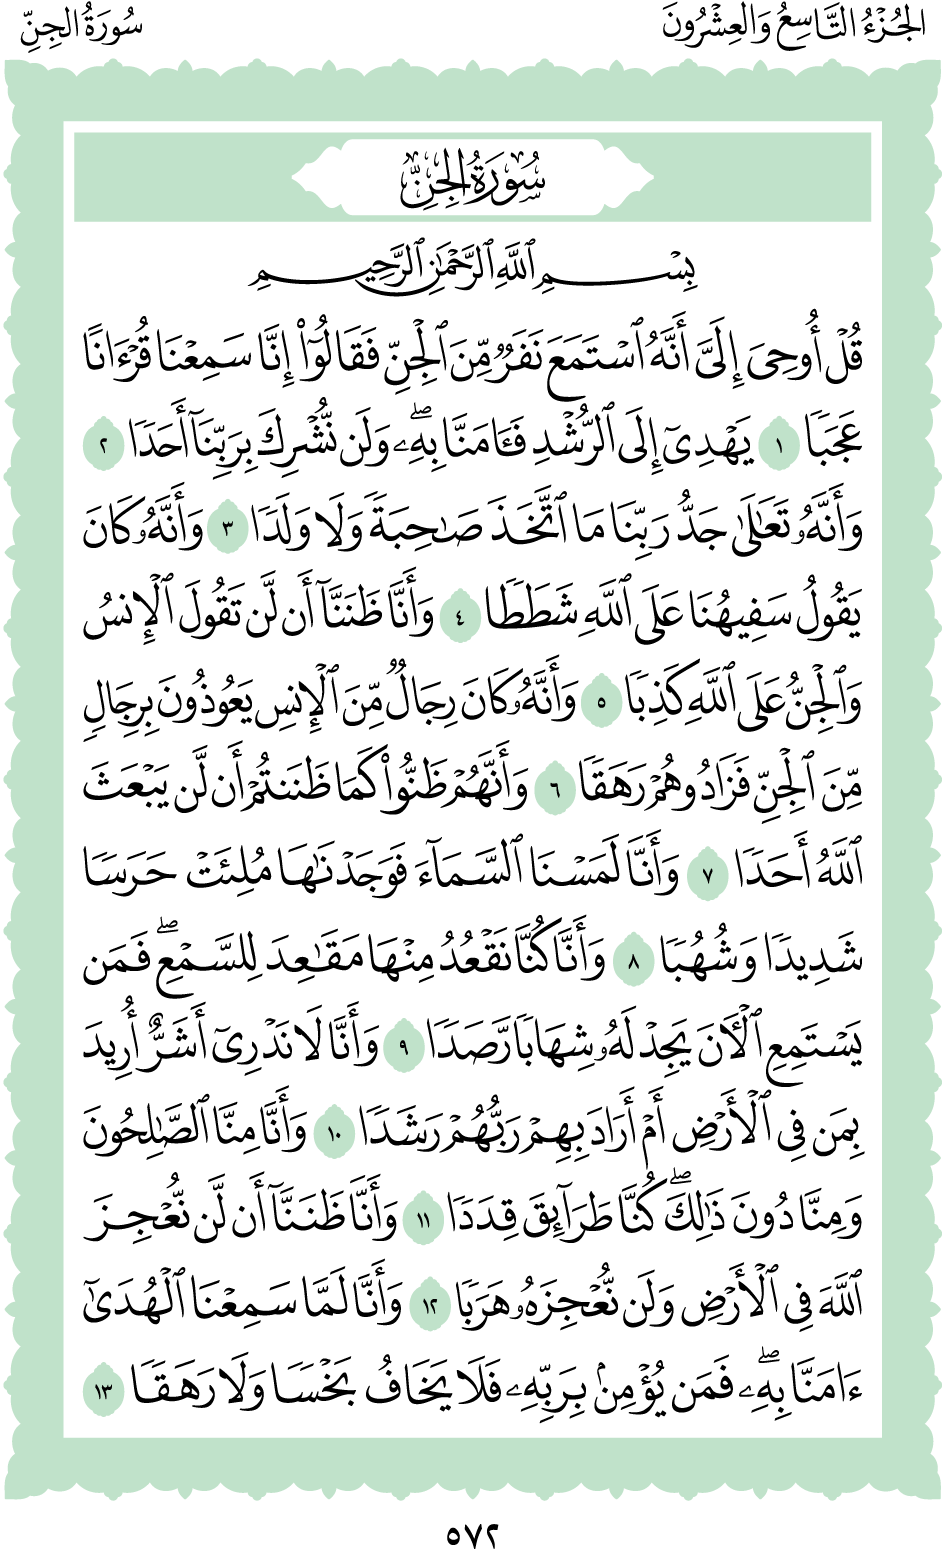 الجُزْءُ التَّاسِعُ وَالعِشْرُونَ
سُورَةُ الجِنِّ
سُورَةُ الجِنِّ
بِسْمِ ٱللَّهِ ٱلرَّحْمَٰنِ ٱلرَّحِيمِ
قُلْ أُوحِىَ إِلَىَّ أَنَّهُ ٱسْتَمَعَ نَفَرٌ مِّنَ ٱلْجِنِّ فَقَالُوٓا۟ إِنَّا سَمِعْنَا قُرْءَانًا
عَجَبًا ١ يَهْدِىٓ إِلَى ٱلرُّشْدِ فَـَٔامَنَّا بِهِۦ ۖ وَلَن نُّشْرِكَ بِرَبِّنَآ أَحَدًا ٢
وَأَنَّهُۥ تَعَٰلَىٰ جَدُّ رَبِّنَا مَا ٱتَّخَذَ صَٰحِبَةً وَلَا وَلَدًا ٣ وَأَنَّهُۥ كَانَ
يَقُولُ سَفِيهُنَا عَلَى ٱللَّهِ شَطَطًا ٤ وَأَنَّا ظَنَنَّآ أَن لَّن تَقُولَ ٱلْإِنسُ
وَٱلْجِنُّ عَلَى ٱللَّهِ كَذِبًا ٥ وَأَنَّهُۥ كَانَ رِجَالٌ مِّنَ ٱلْإِنسِ يَعُوذُونَ بِرِجَالٍ
مِّنَ ٱلْجِنِّ فَزَادُوهُمْ رَهَقًا ٦ وَأَنَّهُمْ ظَنُّوا۟ كَمَا ظَنَنتُمْ أَن لَّن يَبْعَثَ
ٱللَّهُ أَحَدًا ٧ وَأَنَّا لَمَسْنَا ٱلسَّمَآءَ فَوَجَدْنَٰهَا مُلِئَتْ حَرَسًا
شَدِيدًا وَشُهُبًا ٨ وَأَنَّا كُنَّا نَقْعُدُ مِنْهَا مَقَٰعِدَ لِلسَّمْعِ ۖ فَمَن
يَسْتَمِعِ ٱلْـَٔانَ يَجِدْ لَهُۥ شِهَابًا رَّصَدًا ٩ وَأَنَّا لَا نَدْرِىٓ أَشَرٌّ أُرِيدَ
بِمَن فِى ٱلْأَرْضِ أَمْ أَرَادَ بِهِمْ رَبُّهُمْ رَشَدًا ١٠ وَأَنَّا مِنَّا ٱلصَّٰلِحُونَ
وَمِنَّا دُونَ ذَٰلِكَ ۖ كُنَّا طَرَآئِقَ قِدَدًا ١١ وَأَنَّا ظَنَنَّآ أَن لَّن نُّعْجِزَ
ٱللَّهَ فِى ٱلْأَرْضِ وَلَن نُّعْجِزَهُۥ هَرَبًا ١٢ وَأَنَّا لَمَّا سَمِعْنَا ٱلْهُدَىٰٓ
ءَامَنَّا بِهِۦ ۖ فَمَن يُؤْمِنۢ بِرَبِّهِۦ فَلَا يَخَافُ بَخْسًا وَلَا رَهَقًا ١٣
٥٧٢